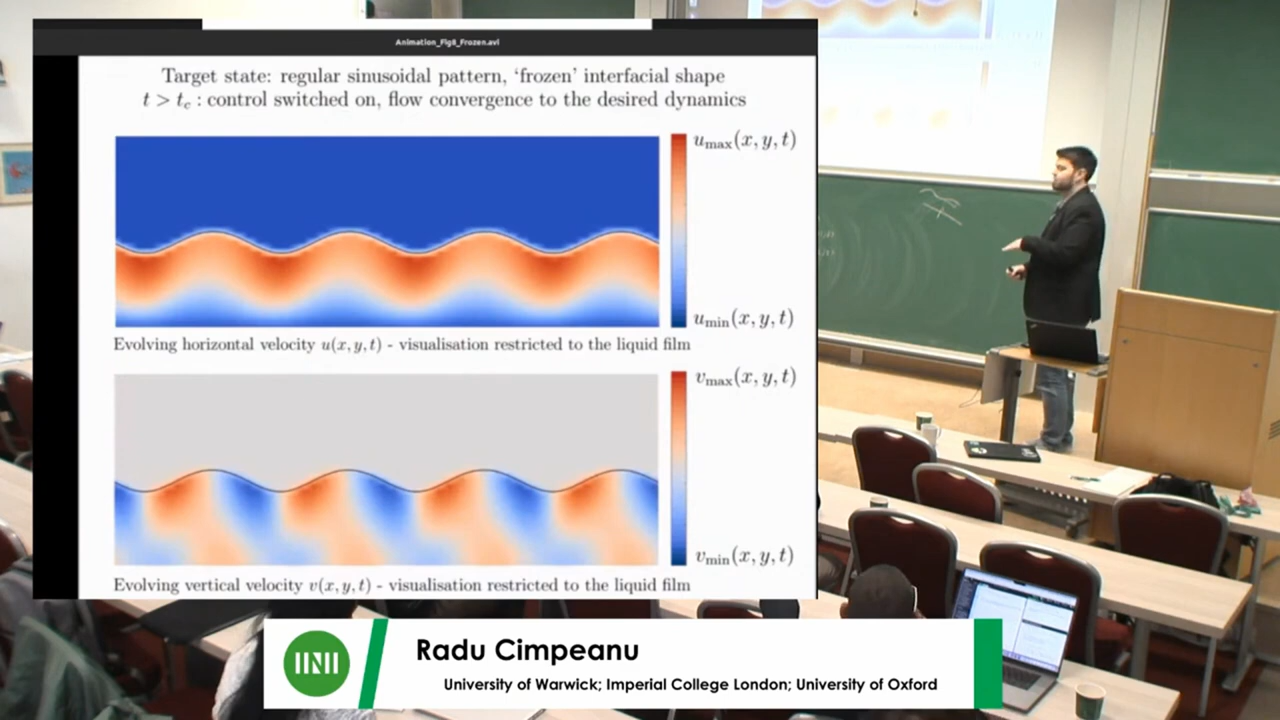 Animation_Fig8_Frozen.avi
Target state: regular sinusoidal pattern, ‘frozen’ interfacial shape
t > t_c : control switched on, flow convergence to the desired dynamics
u_max(x, y, t)
u_min(x, y, t)
Evolving horizontal velocity u(x, y, t) - visualisation restricted to the liquid film
v_max(x, y, t)
v_min(x, y, t)
Evolving vertical velocity v(x, y, t) - visualisation restricted to the liquid film
Radu Cimpeanu
University of Warwick; Imperial College London; University of Oxford